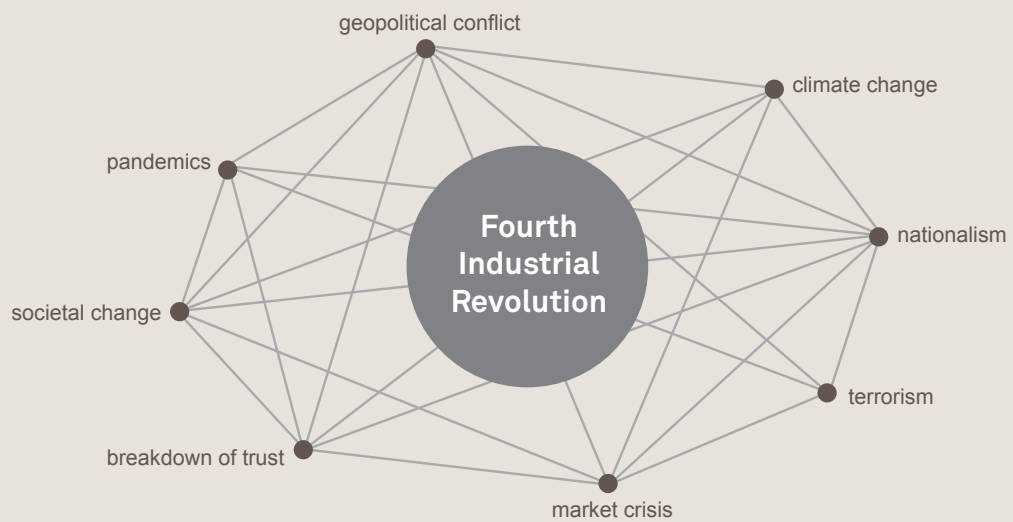 geopolitical conflict
climate change
pandemics
Fourth
Industrial
Revolution
nationalism
societal change
terrorism
breakdown of trust
market crisis